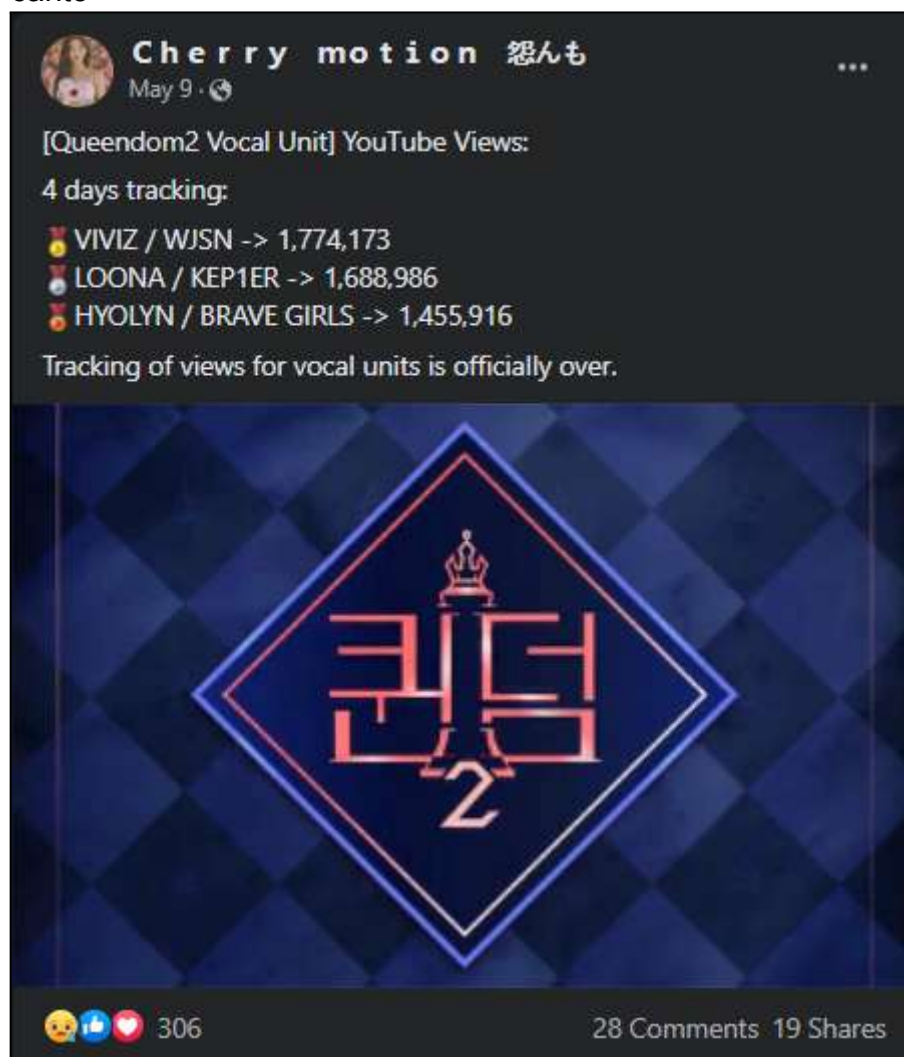 Cherry motion 怨んも
May 9 ·
[Queendom2 Vocal Unit] YouTube Views:
4 days tracking:
VIVIZ / WJSN -> 1,774,173
LOONA / KEP1ER -> 1,688,986
HYOLYN / BRAVE GIRLS -> 1,455,916
Tracking of views for vocal units is officially over.
퀸덤
2
306
28 Comments 19 Shares